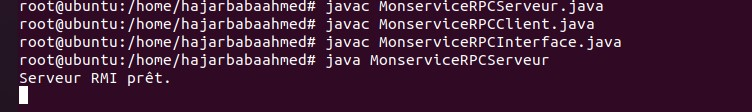 root@ubuntu:/home/hajarbabaahmed# javac MonserviceRPCServeur.java
root@ubuntu:/home/hajarbabaahmed# javac MonserviceRPCClient.java
root@ubuntu:/home/hajarbabaahmed# javac MonserviceRPCInterface.java
root@ubuntu:/home/hajarbabaahmed# java MonserviceRPCServeur
Serveur RMI prêt.